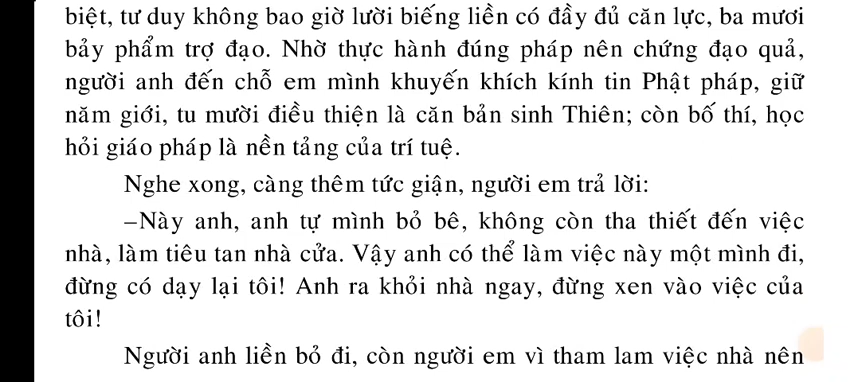 biệt, tư duy không bao giờ lười biếng liền có đầy đủ căn lực, ba mươi
bảy phẩm trợ đạo. Nhờ thực hành đúng pháp nên chứng đạo quả,
người anh đến chỗ em mình khuyến khích kính tin Phật pháp, giữ
năm giới, tu mười điều thiện là căn bản sinh Thiên; còn bố thí, học
hỏi giáo pháp là nền tảng của trí tuệ.
Nghe xong, càng thêm tức giận, người em trả lời:
–Này anh, anh tự mình bỏ bê, không còn tha thiết đến việc
nhà, làm tiêu tan nhà cửa. Vậy anh có thể làm việc này một mình đi,
đừng có dạy lại tôi! Anh ra khỏi nhà ngay, đừng xen vào việc của
tôi!
Người anh liền bỏ đi, còn người em vì tham lam việc nhà nên